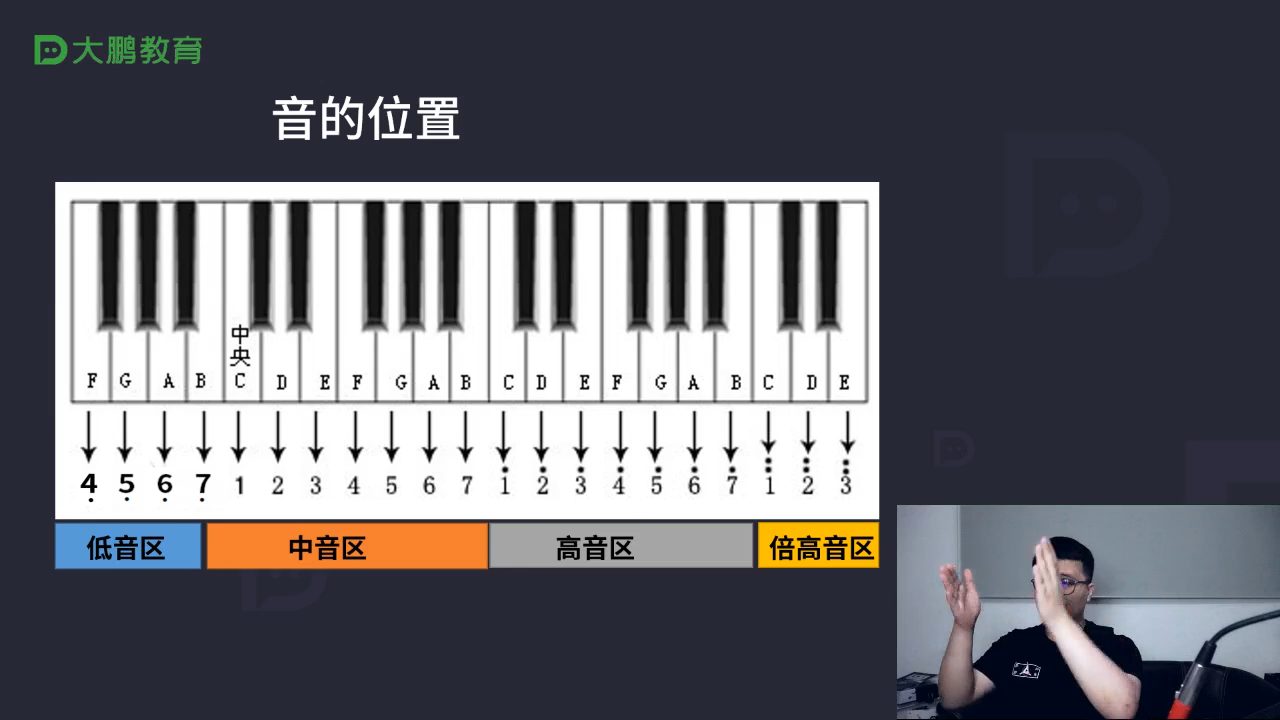 大鹏教育
音的位置
中
央
F G A B C D E F G A B C D E F G A B C D E
4 5 6 7 1 2 3 4 5 6 7 1 2 3 4 5 6 7 1 2 3
低音区 中音区 高音区 倍高音区